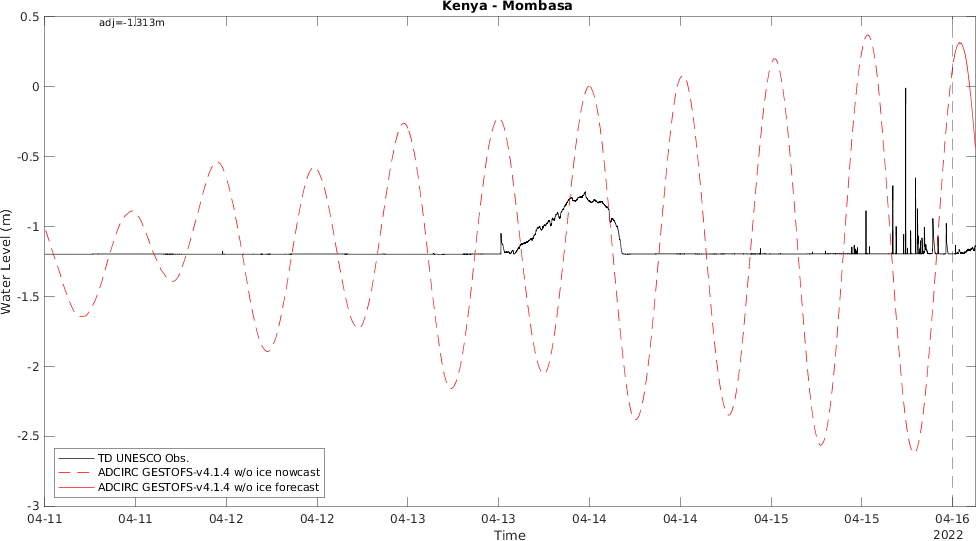 Kenya - Mombasa
adj=-1.313m
0.5
0
-0.5
-1
-1.5
-2
-2.5
-3
Water Level (m)
TD UNESCO Obs.
ADCIRC GESTOFS-v4.1.4 w/o ice nowcast
ADCIRC GESTOFS-v4.1.4 w/o ice forecast
04-11 04-11 04-12 04-12 04-13 04-13 04-14 04-14 04-15 04-15 04-16
Time
2022